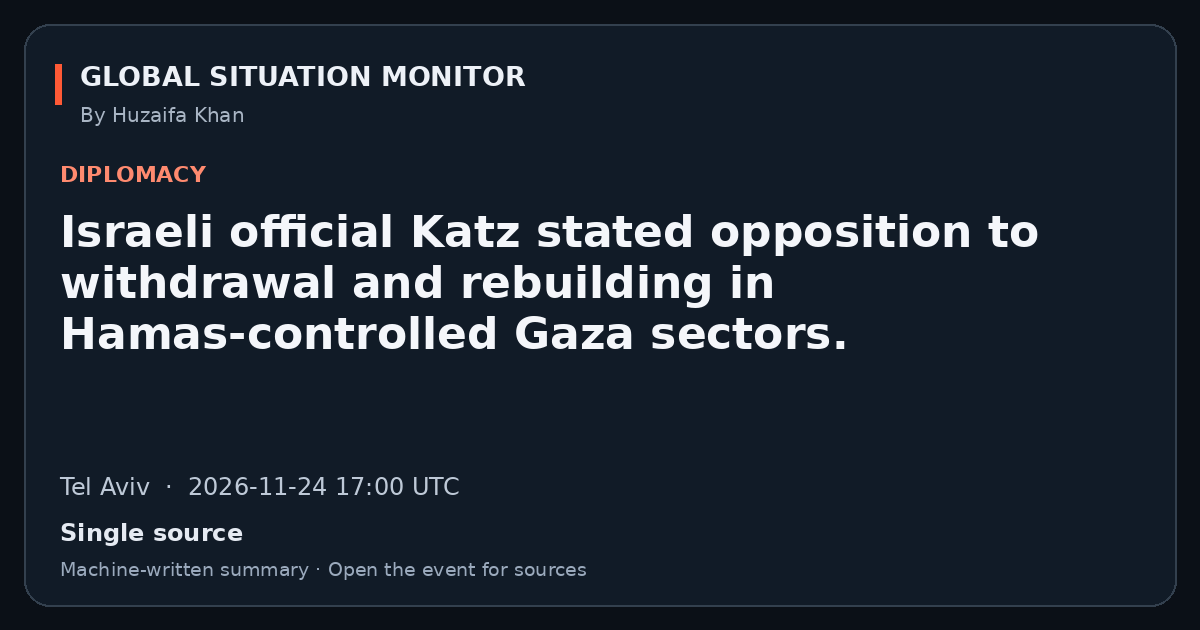 GLOBAL SITUATION MONITOR
By Huzaifa Khan
DIPLOMACY
Israeli official Katz stated opposition to
withdrawal and rebuilding in
Hamas-controlled Gaza sectors.
Tel Aviv · 2026-11-24 17:00 UTC
Single source
Machine-written summary · Open the event for sources